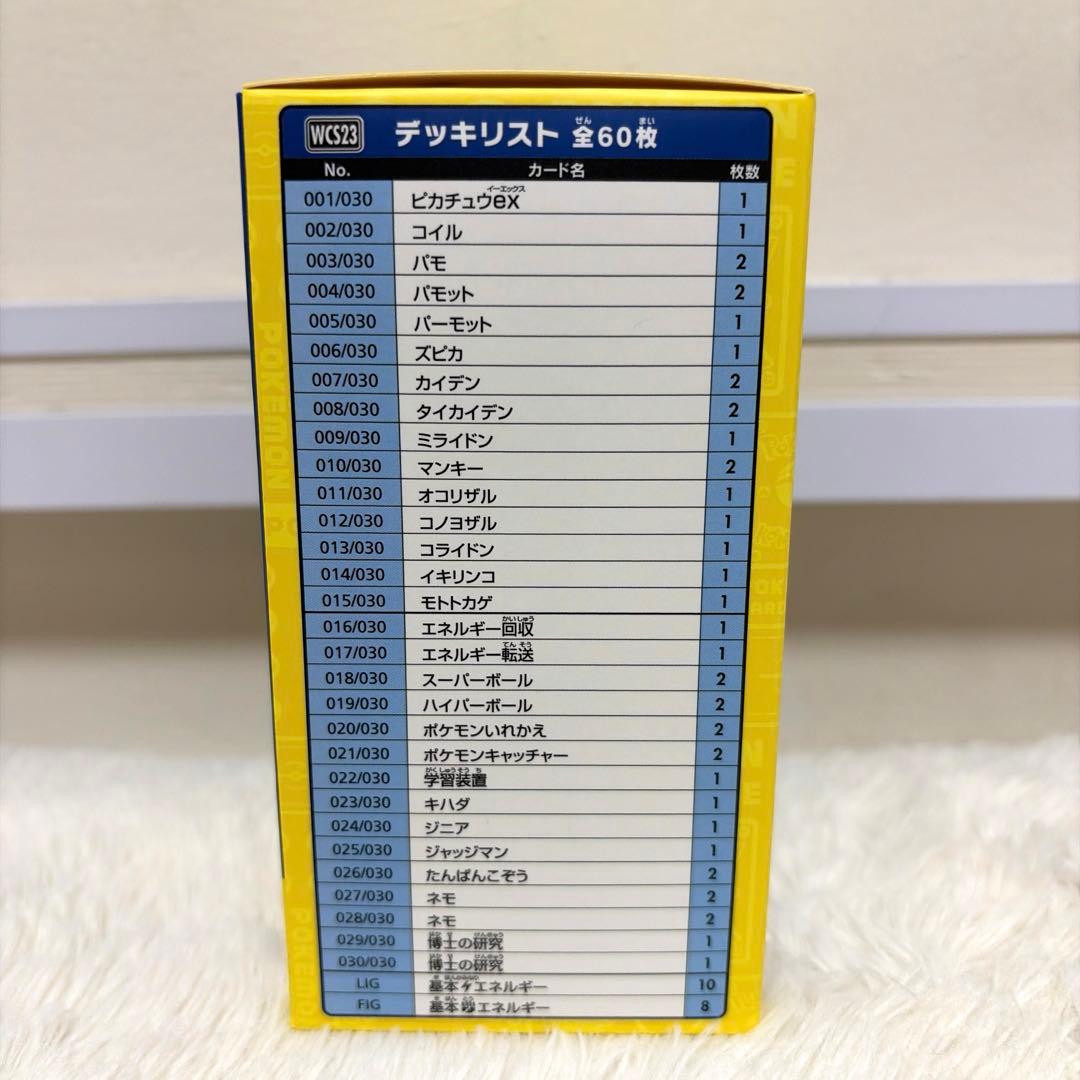 WCS23 デッキリスト 全60枚
No. カード名 枚数
001/030 ピカチュウex 1
002/030 コイル 1
003/030 パモ 2
004/030 パモット 2
005/030 パーモット 1
006/030 ズピカ 1
007/030 カイデン 2
008/030 タイカイデン 2
009/030 ミライドン 1
010/030 マンキー 2
011/030 オコリザル 1
012/030 コノヨザル 1
013/030 コライドン 1
014/030 イキリンコ 1
015/030 モトトカゲ 1
016/030 エネルギー回収 1
017/030 エネルギー転送 1
018/030 スーパーボール 2
019/030 ハイパーボール 2
020/030 ポケモンいれかえ 2
021/030 ポケモンキャッチャー 2
022/030 学習装置 1
023/030 キハダ 1
024/030 ジニア 1
025/030 ジャッジマン 1
026/030 たんぱんこぞう 2
027/030 ネモ 2
028/030 ネモ 2
029/030 博士の研究 1
030/030 博士の研究 1
LIG 基本エネルギー 10
FIG 基本エネルギー 8
POKEMON
POKEMO